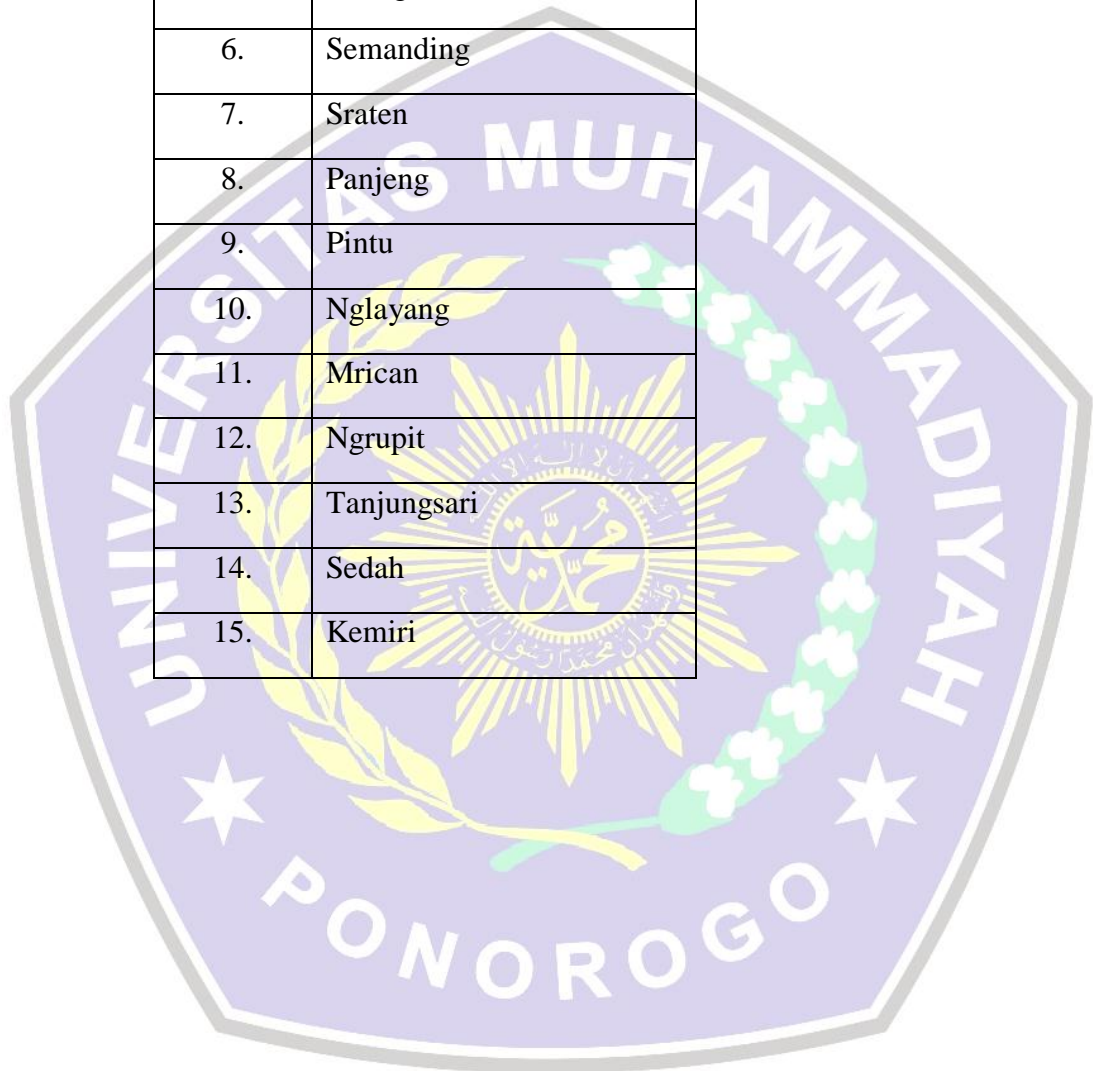 6. Semanding
7. Sraten
8. Panjeng
9. Pintu
10. Nglayang
11. Mrican
12. Ngrupit
13. Tanjungsari
14. Sedah
15. Kemiri
UNIVERSITAS MUHAMMADIYAH
PONOROGO